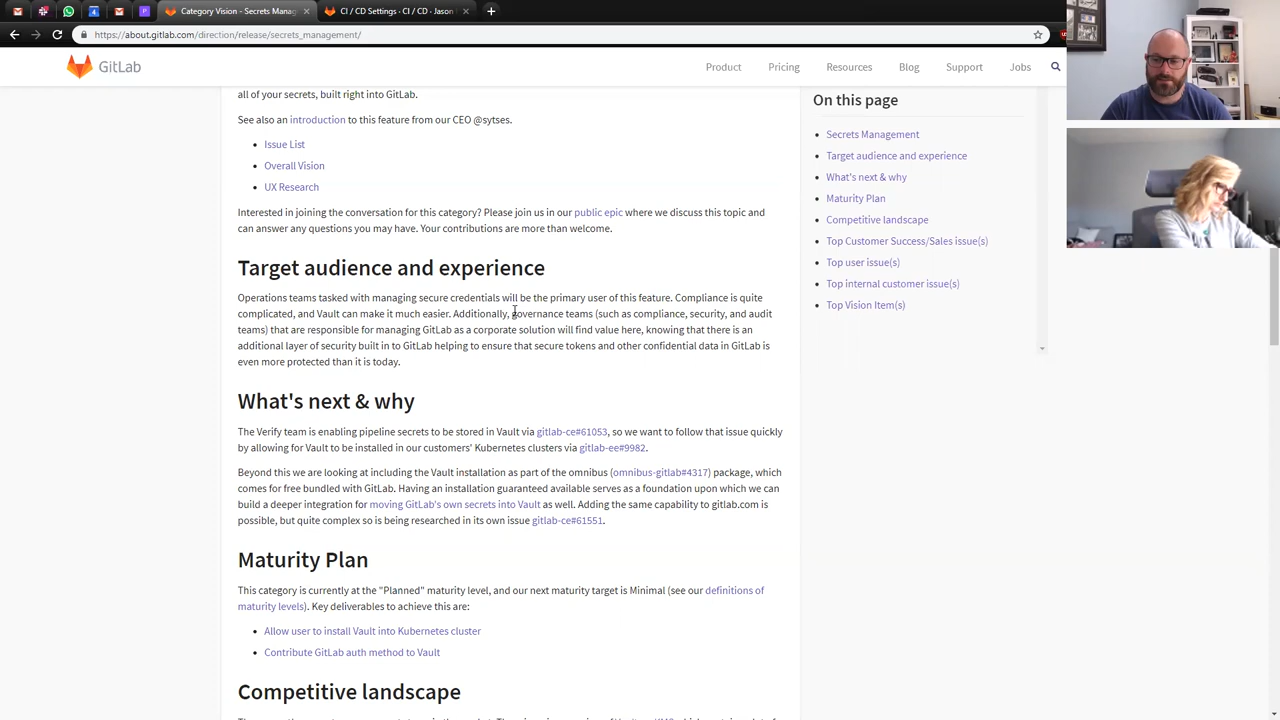 Category Vision - Secrets Mana
CI / CD Settings · CI / CD · Jason
https://about.gitlab.com/direction/release/secrets_management/
GitLab
Product
Pricing
Resources
Blog
Support
Jobs
all of your secrets, built right into GitLab.
See also an introduction to this feature from our CEO @sytses.
Issue List
Overall Vision
UX Research
Interested in joining the conversation for this category? Please join us in our public epic where we discuss this topic and
can answer any questions you may have. Your contributions are more than welcome.
Target audience and experience
Operations teams tasked with managing secure credentials will be the primary user of this feature. Compliance is quite
complicated, and Vault can make it much easier. Additionally, governance teams (such as compliance, security, and audit
teams) that are responsible for managing GitLab as a corporate solution will find value here, knowing that there is an
additional layer of security built in to GitLab helping to ensure that secure tokens and other confidential data in GitLab is
even more protected than it is today.
What's next & why
The Verify team is enabling pipeline secrets to be stored in Vault via gitlab-ce#61053, so we want to follow that issue quickly
by allowing for Vault to be installed in our customers' Kubernetes clusters via gitlab-ee#9982.
Beyond this we are looking at including the Vault installation as part of the omnibus (omnibus-gitlab#4317) package, which
comes for free bundled with GitLab. Having an installation guaranteed available serves as a foundation upon which we can
build a deeper integration for moving GitLab's own secrets into Vault as well. Adding the same capability to gitlab.com is
possible, but quite complex so is being researched in its own issue gitlab-ce#61551.
Maturity Plan
This category is currently at the "Planned" maturity level, and our next maturity target is Minimal (see our definitions of
maturity levels). Key deliverables to achieve this are:
Allow user to install Vault into Kubernetes cluster
Contribute GitLab auth method to Vault
Competitive landscape
On this page
Secrets Management
Target audience and experience
What's next & why
Maturity Plan
Competitive landscape
Top Customer Success/Sales issue(s)
Top user issue(s)
Top internal customer issue(s)
Top Vision Item(s)